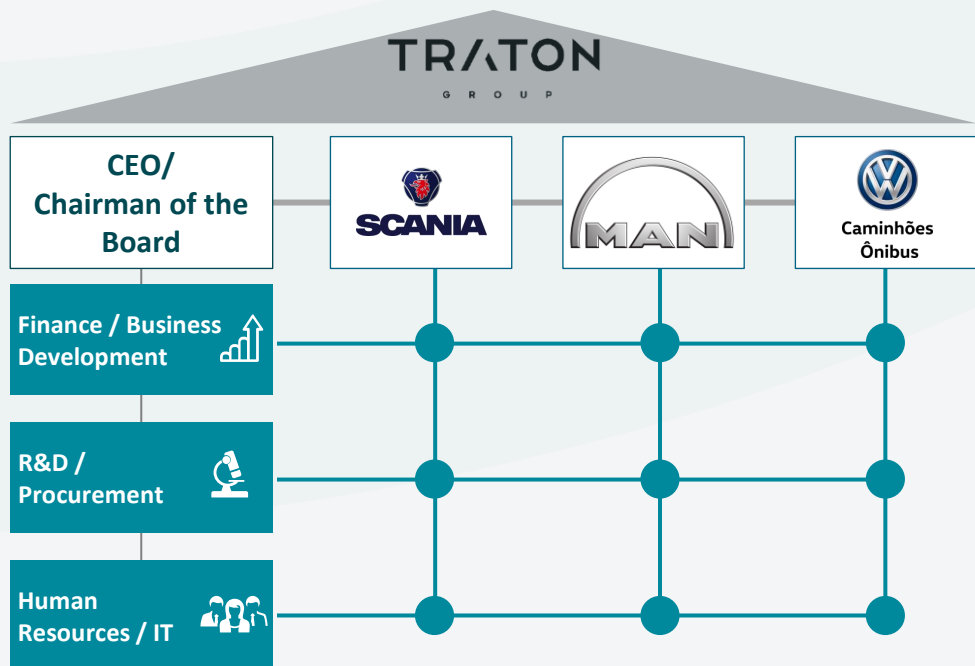 TRATON
GROUP
CEO/
Chairman of the
Board
SCANIA
MAN
Caminhões
Ônibus
Finance / Business
Development
R&D /
Procurement
Human
Resources / IT